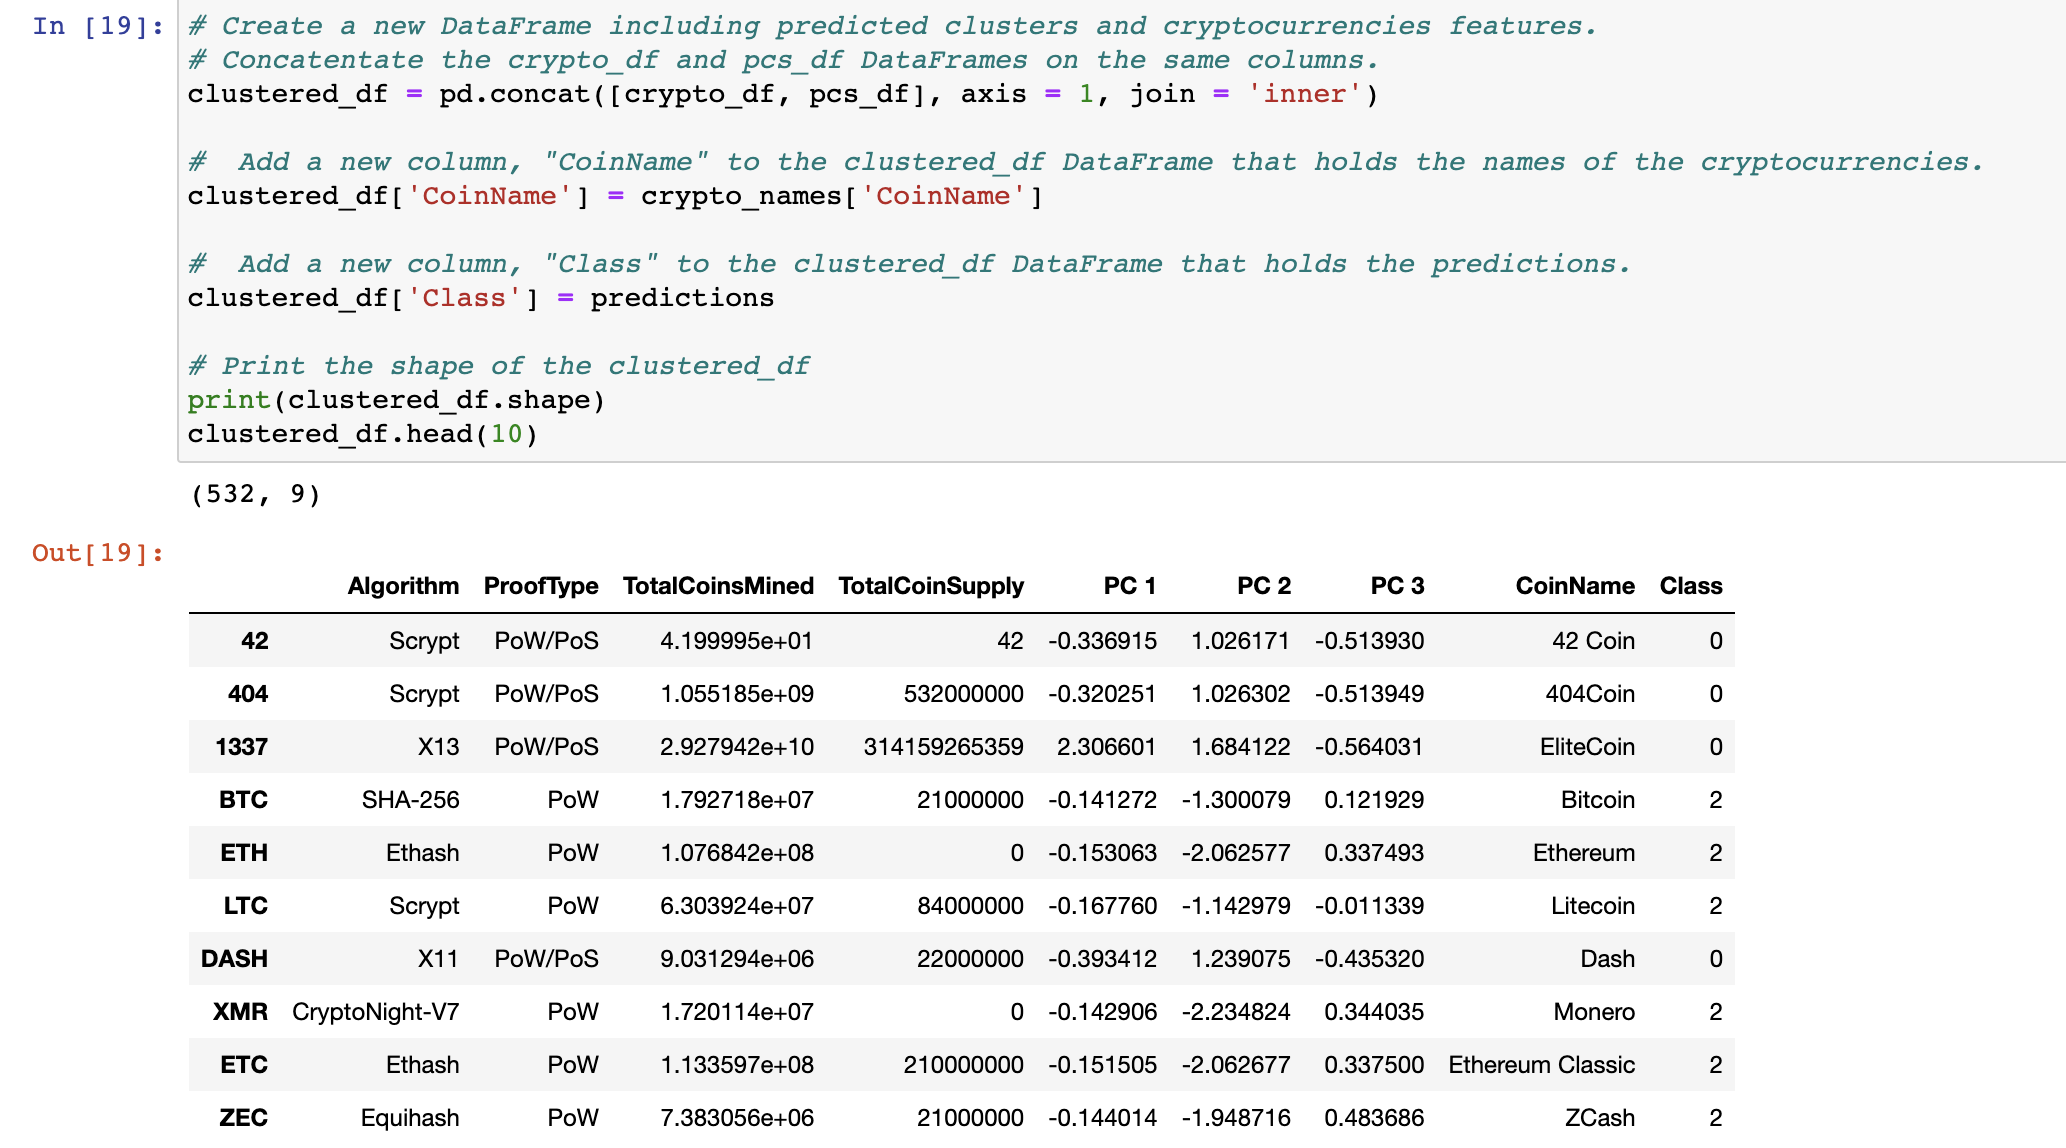 In [19]: # Create a new DataFrame including predicted clusters and cryptocurrencies features.
# Concatentate the crypto_df and pcs_df DataFrames on the same columns.
clustered_df = pd.concat([crypto_df, pcs_df], axis = 1, join = 'inner')
#  Add a new column, "CoinName" to the clustered_df DataFrame that holds the names of the cryptocurrencies.
clustered_df['CoinName'] = crypto_names['CoinName']
#  Add a new column, "Class" to the clustered_df DataFrame that holds the predictions.
clustered_df['Class'] = predictions
# Print the shape of the clustered_df
print(clustered_df.shape)
clustered_df.head(10)
(532, 9)
Out[19]:
Algorithm ProofType TotalCoinsMined TotalCoinSupply PC 1 PC 2 PC 3 CoinName Class
42 Scrypt PoW/PoS 4.199995e+01 42 -0.336915 1.026171 -0.513930 42 Coin 0
404 Scrypt PoW/PoS 1.055185e+09 532000000 -0.320251 1.026302 -0.513949 404Coin 0
1337 X13 PoW/PoS 2.927942e+10 314159265359 2.306601 1.684122 -0.564031 EliteCoin 0
BTC SHA-256 PoW 1.792718e+07 21000000 -0.141272 -1.300079 0.121929 Bitcoin 2
ETH Ethash PoW 1.076842e+08 0 -0.153063 -2.062577 0.337493 Ethereum 2
LTC Scrypt PoW 6.303924e+07 84000000 -0.167760 -1.142979 -0.011339 Litecoin 2
DASH X11 PoW/PoS 9.031294e+06 22000000 -0.393412 1.239075 -0.435320 Dash 0
XMR CryptoNight-V7 PoW 1.720114e+07 0 -0.142906 -2.234824 0.344035 Monero 2
ETC Ethash PoW 1.133597e+08 210000000 -0.151505 -2.062677 0.337500 Ethereum Classic 2
ZEC Equihash PoW 7.383056e+06 21000000 -0.144014 -1.948716 0.483686 ZCash 2